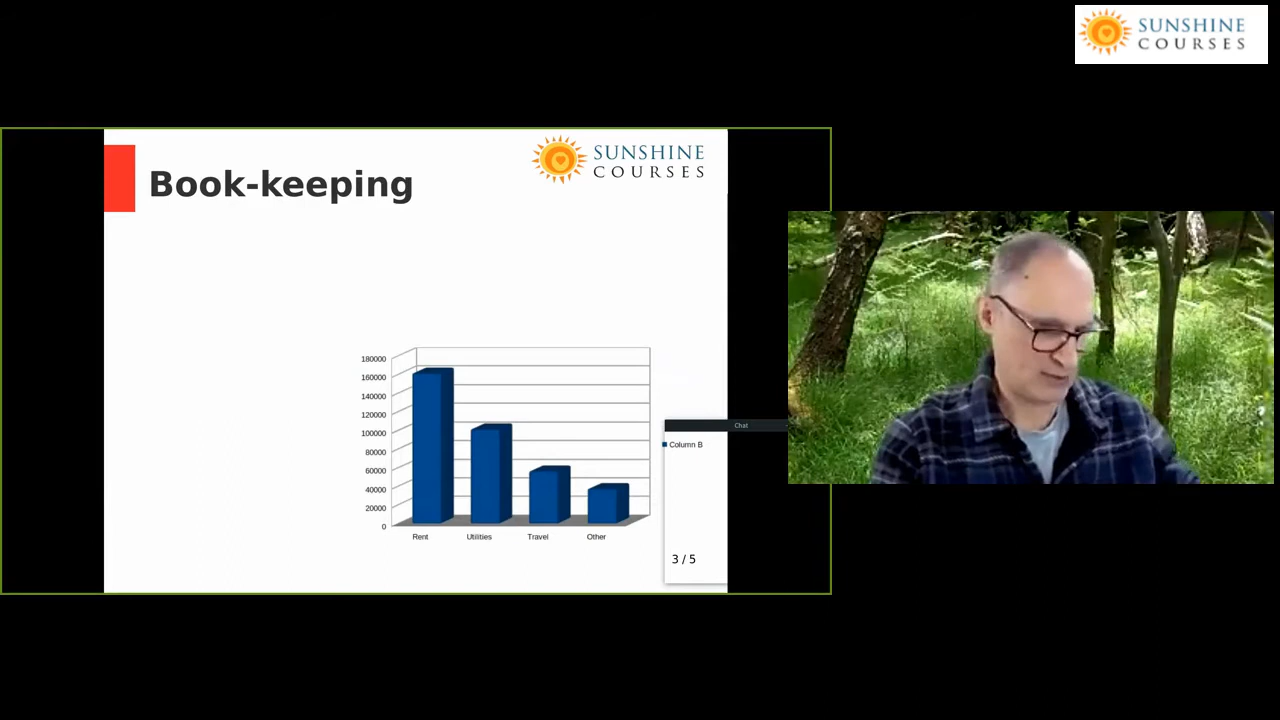 SUNSHINE
COURSES
Book-keeping
SUNSHINE
COURSES
180000
160000
140000
120000
100000
80000
60000
40000
20000
0
Rent
Utilities
Travel
Other
Chat
Column B
3 / 5